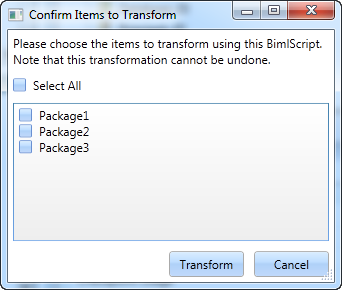 Confirm Items to Transform
Please choose the items to transform using this BimlScript.
Note that this transformation cannot be undone.
Select All
Package1
Package2
Package3
Transform
Cancel